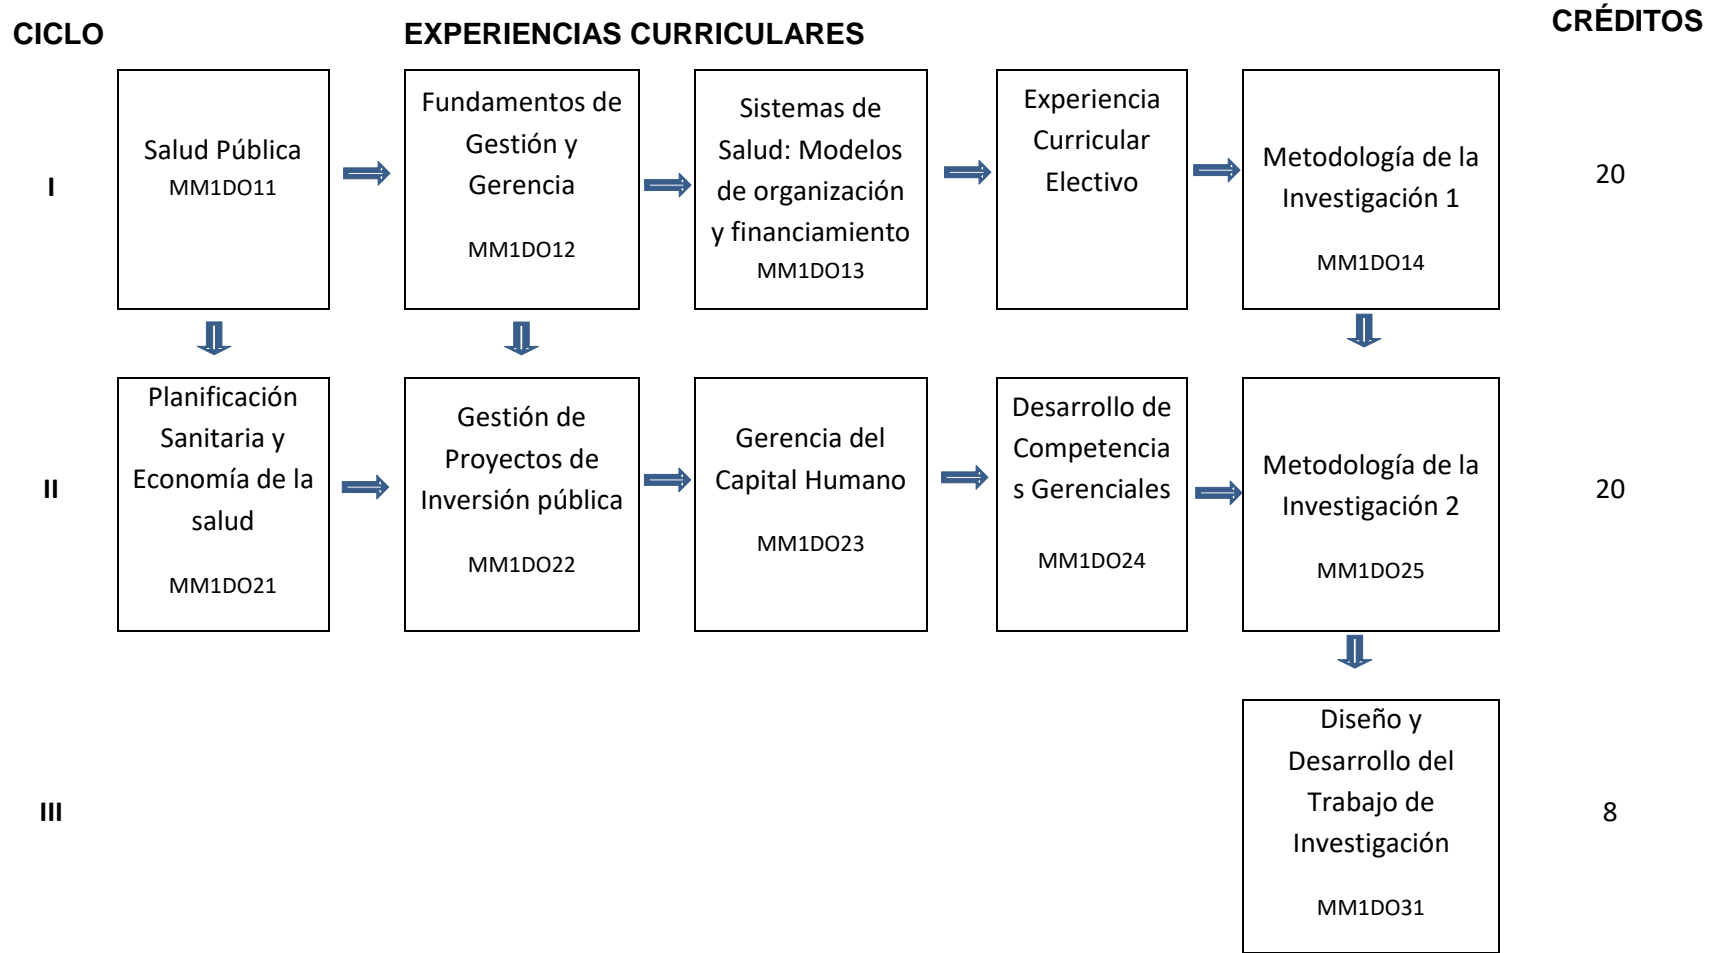 CICLO
EXPERIENCIAS CURRICULARES
CRÉDITOS
I
Salud Pública
MM1DO11
Fundamentos de
Gestión y
Gerencia
MM1DO12
Sistemas de
Salud: Modelos
de organización
y financiamiento
MM1DO13
Experiencia
Curricular
Electivo
Metodología de la
Investigación 1
MM1DO14
20
II
Planificación
Sanitaria y
Economía de la
salud
MM1DO21
Gestión de
Proyectos de
Inversión pública
MM1DO22
Gerencia del
Capital Humano
MM1DO23
Desarrollo de
Competencia
s Gerenciales
MM1DO24
Metodología de la
Investigación 2
MM1DO25
20
III
Diseño y
Desarrollo del
Trabajo de
Investigación
MM1DO31
8